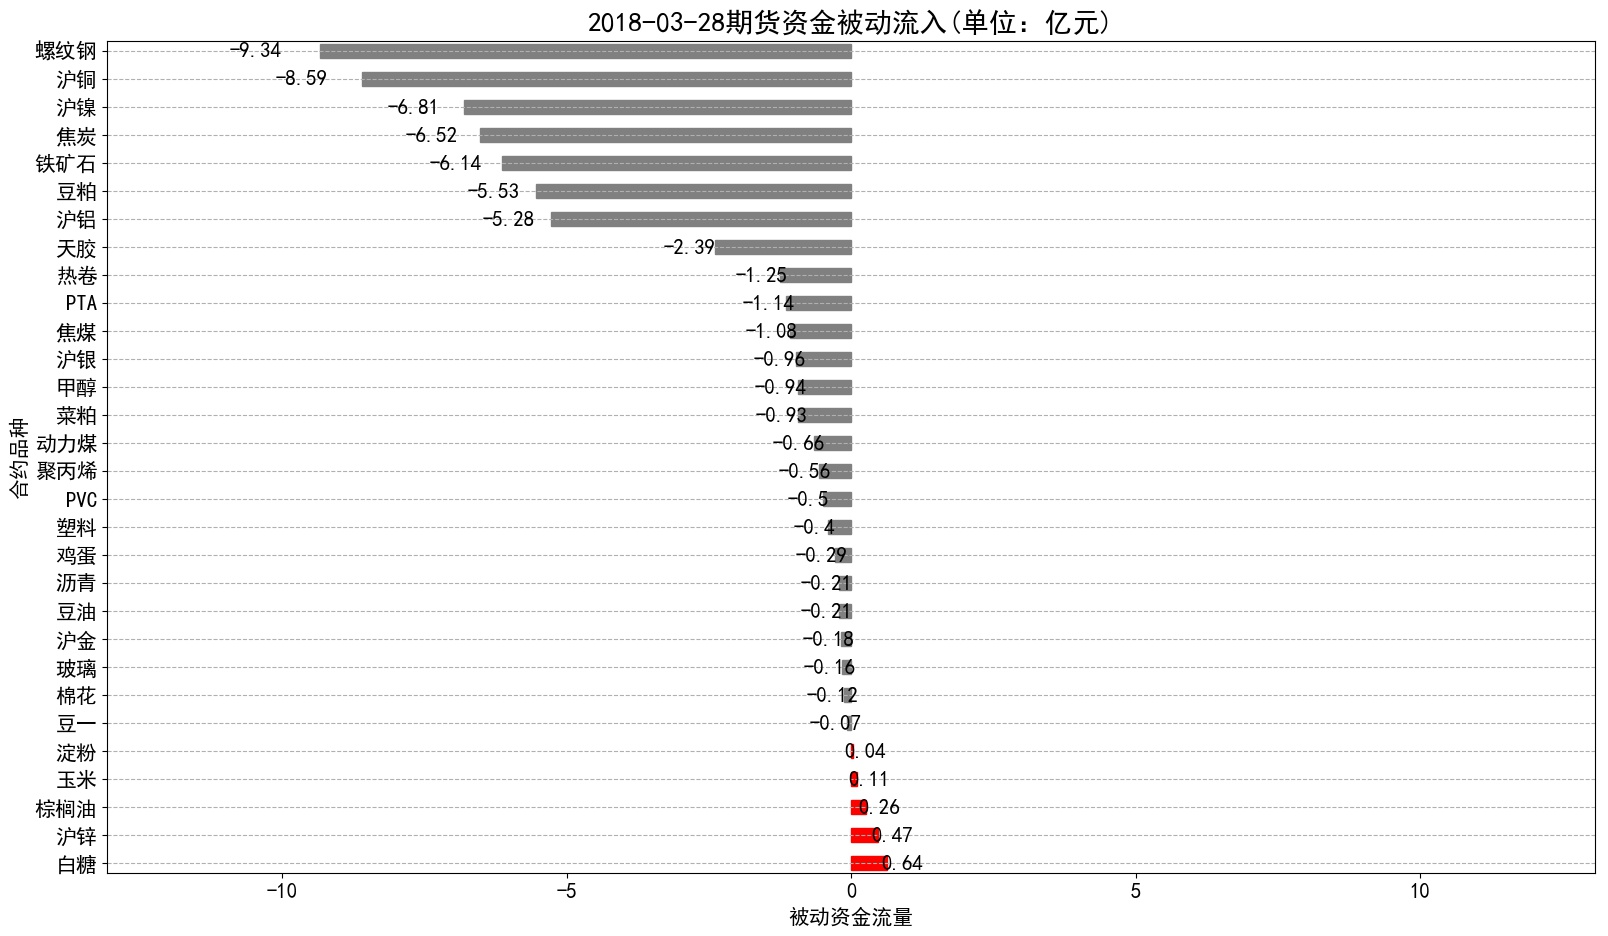 2018-03-28期货资金被动流入(单位：亿元)
合约品种
螺纹钢 -9.34
沪铜 -8.59
沪镍 -6.81
焦炭 -6.52
铁矿石 -6.14
豆粕 -5.53
沪铝 -5.28
天胶 -2.39
热卷 -1.25
PTA -1.14
焦煤 -1.08
沪银 -0.96
甲醇 -0.94
菜粕 -0.93
动力煤 -0.66
聚丙烯 -0.56
PVC -0.5
塑料 -0.4
鸡蛋 -0.29
沥青 -0.21
豆油 -0.21
沪金 -0.18
玻璃 -0.16
棉花 -0.12
豆一 -0.07
淀粉 0.04
玉米 0.11
棕榈油 0.26
沪锌 0.47
白糖 0.64
-10 -5 0 5 10
被动资金流量